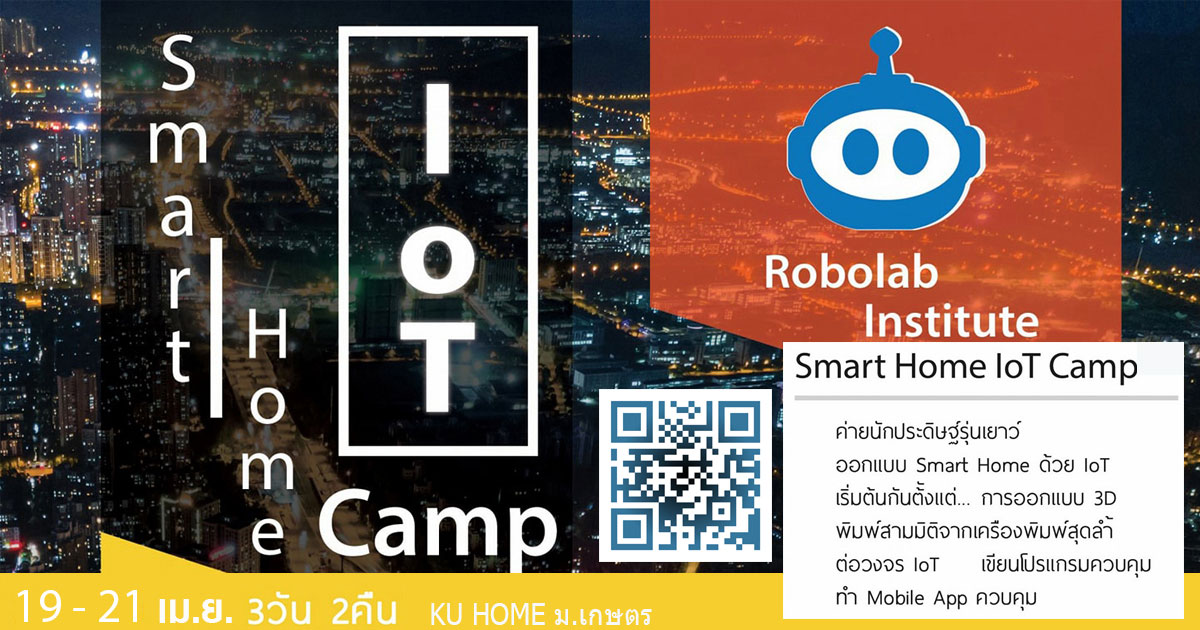 Smart
Home
IoT
Camp
Robolab
Institute
Smart Home IoT Camp
ค่ายนักประดิษฐ์รุ่นเยาว์
ออกแบบ Smart Home ด้วย IoT
เริ่มต้นกันตั้งแต่... การออกแบบ 3D
พิมพ์สามมิติจากเครื่องพิมพ์สุดล้ำ
ต่อวงจร IoT เขียนโปรแกรมควบคุม
ทำ Mobile App ควบคุม
19 - 21 เม.ย. 3วัน 2คืน KU HOME ม.เกษตร